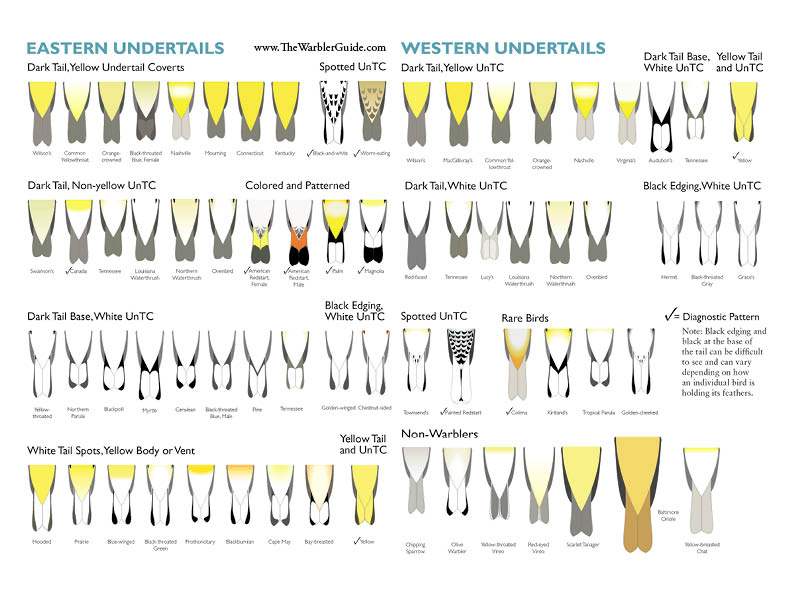 EASTERN UNDERTAILS
www.TheWarblerGuide.com
Dark Tail, Yellow Undertail Coverts
Spotted UnTC
Wilson's
Common Yellowthroat
Orange-crowned
Black-throated Blue, Female
Nashville
Mourning
Connecticut
Kentucky
✓Black-and-white
✓Worm-eating
Dark Tail, Non-yellow UnTC
Colored and Patterned
Swanson's
✓Canada
Tennessee
Louisiana Waterthrush
Northern Waterthrush
Ovenbird
✓American Redstart, Female
✓American Redstart, Male
✓Palm
✓Magnolia
Dark Tail Base, White UnTC
Black Edging, White UnTC
Yellow-throated
Northern Parula
Blackpoll
Myrtle
Cerulean
Black-throated Blue, Male
Pine
Tennessee
Golden-winged
Chestnut-sided
White Tail Spots, Yellow Body or Vent
Yellow Tail and UnTC
Hooded
Prairie
Blue-winged
Black-throated Green
Prothonotary
Blackburnian
Cape May
Bay-breasted
✓Yellow
WESTERN UNDERTAILS
Dark Tail, Yellow UnTC
Dark Tail Base, White UnTC
Yellow Tail and UnTC
Wilson's
MacGillivray's
Common Yel-lowthroat
Orange-crowned
Nashville
Virginia's
Audubon's
Tennessee
✓Yellow
Dark Tail, White UnTC
Black Edging, White UnTC
Red-faced
Tennessee
Lucy's
Louisiana Waterthrush
Northern Waterthrush
Ovenbird
Hermit
Black-throated Gray
Grace's
Spotted UnTC
Rare Birds
✓= Diagnostic Pattern
Note: Black edging and
black at the base of
the tail can be difficult
to see and can vary
depending on how
an individual bird is
holding its feathers.
Townsend's
✓Painted Redstart
✓Colima
Kirtland's
Tropical Parula
Golden-cheeked
Non-Warblers
Chipping Sparrow
Olive Warbler
Yellow-throated Vireo
Red-eyed Vireo
Scarlet Tanager
Baltimore Oriole
Yellow-breasted Chat